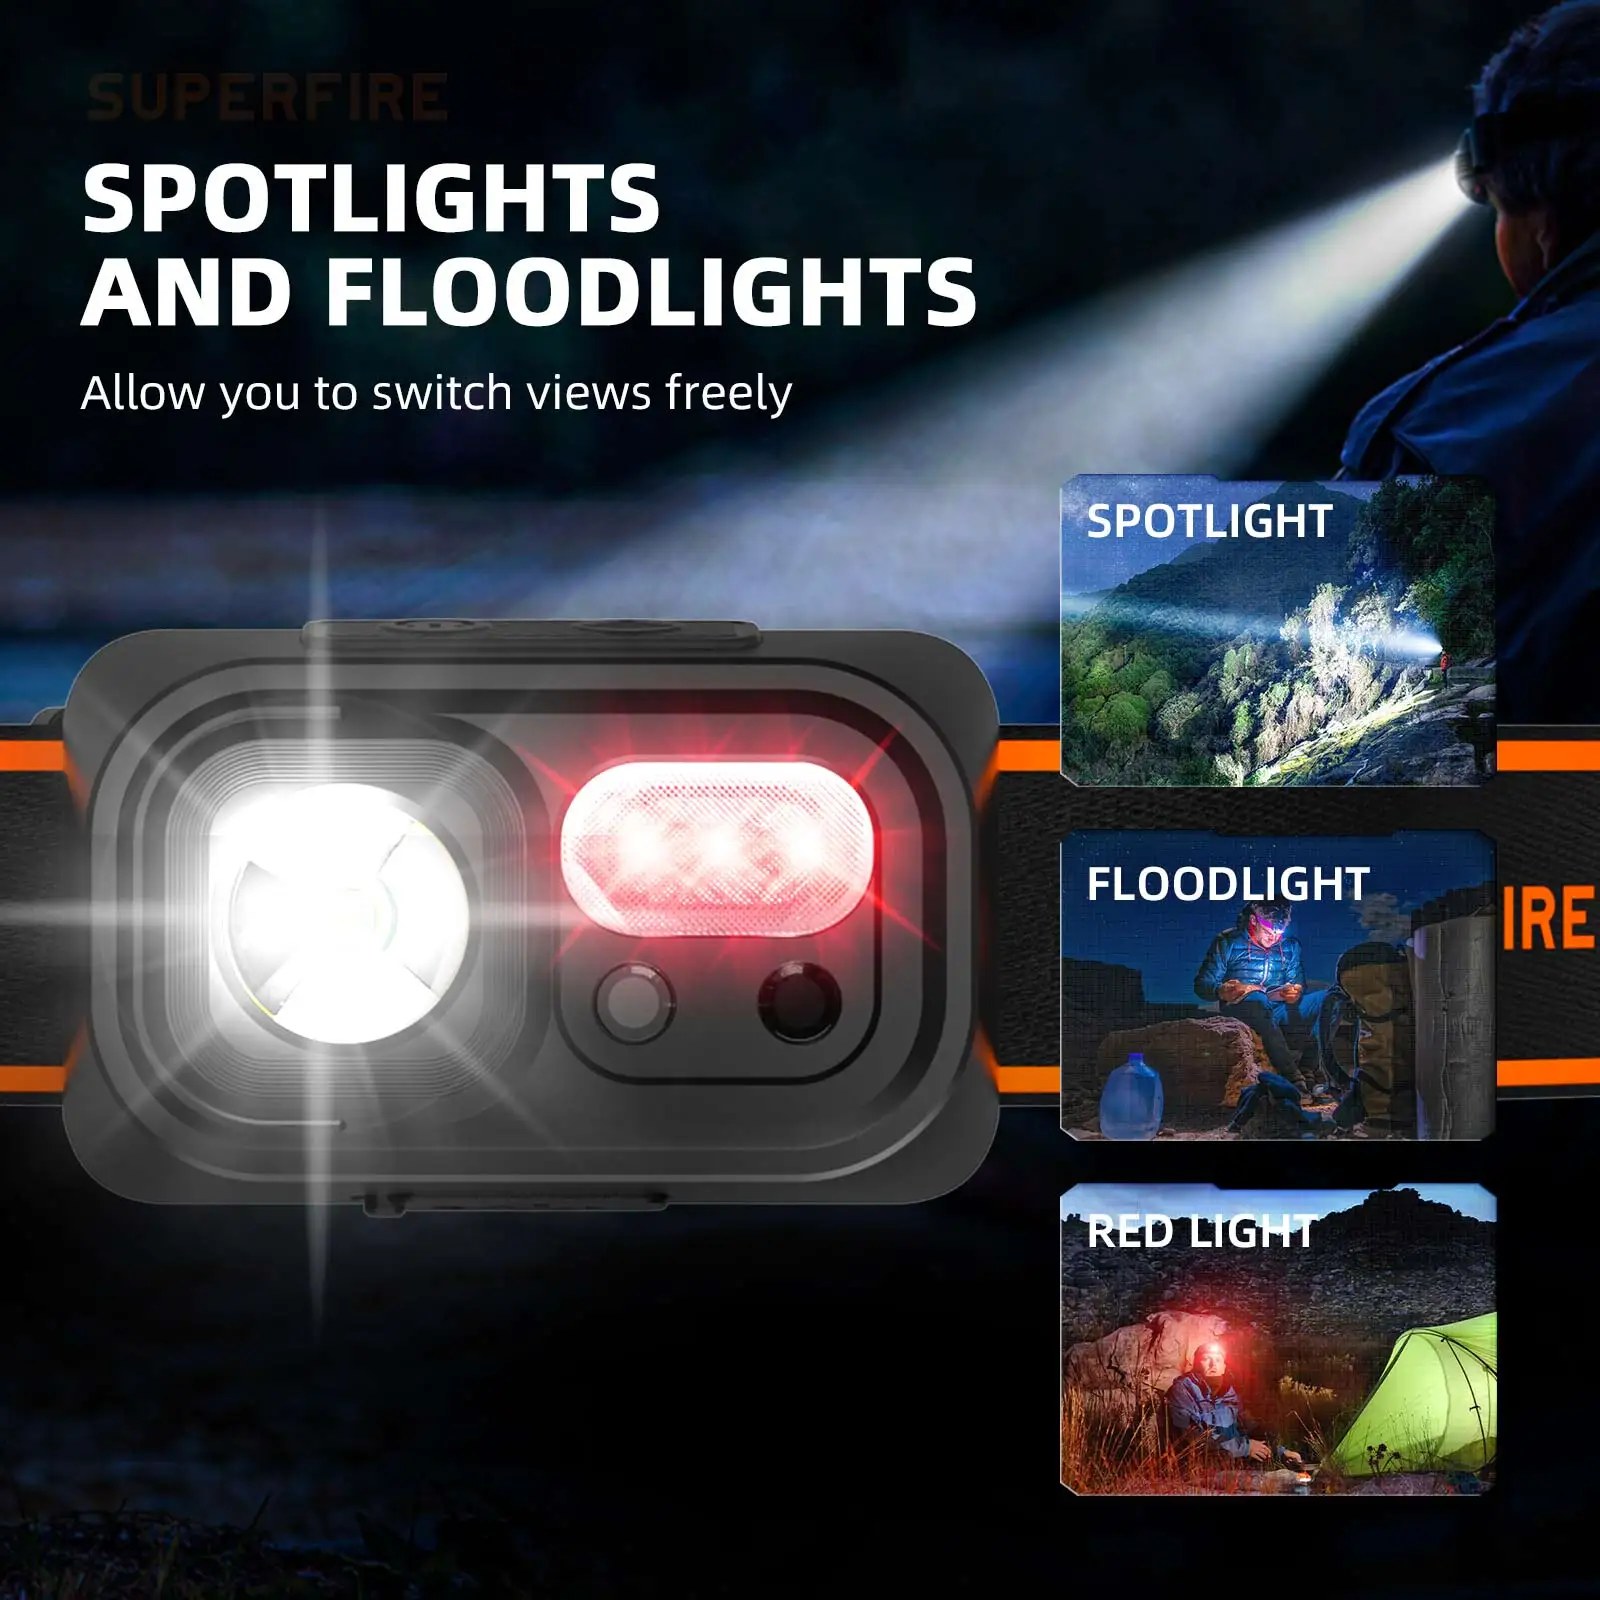 SUPERFIRE
SPOTLIGHTS
AND FLOODLIGHTS
Allow you to switch views freely
SPOTLIGHT
FLOODLIGHT
IRE
RED LIGHT